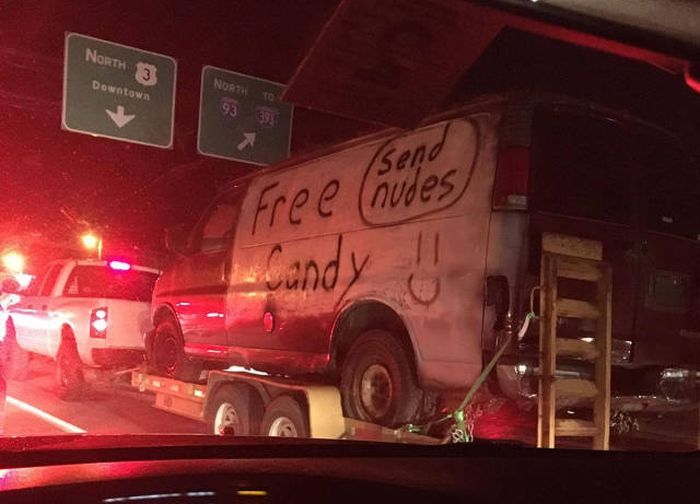 NORTH 3
Downtown
NORTH TO
93 393
Free
Candy
Send
nudes